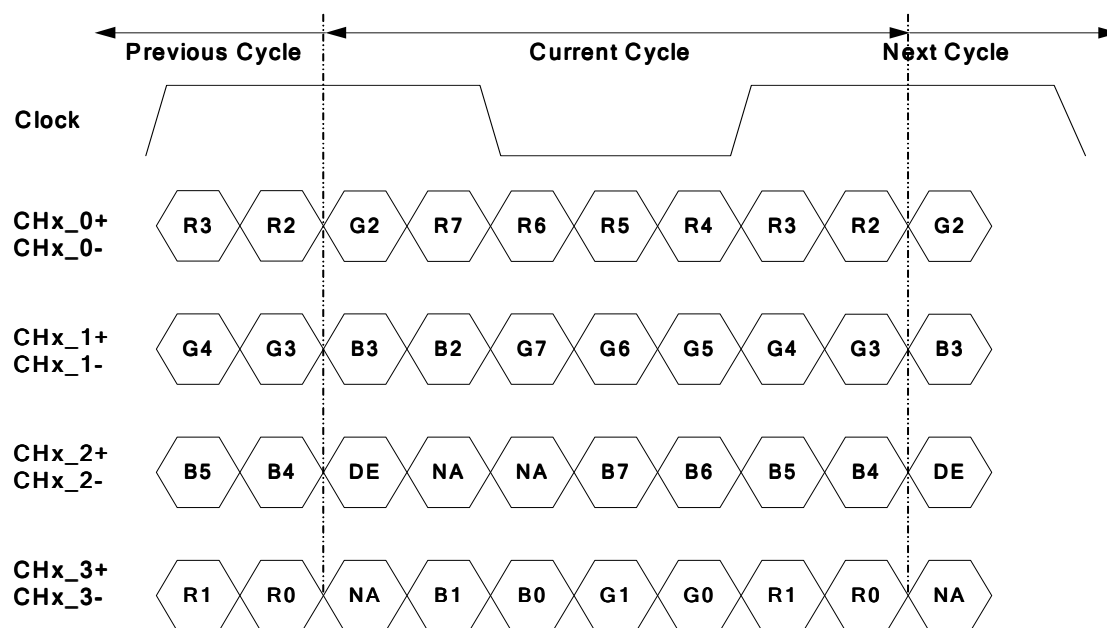 Previous Cycle Current Cycle Next Cycle
Clock
CHx_0+ R3 R2 G2 R7 R6 R5 R4 R3 R2 G2
CHx_0-
CHx_1+ G4 G3 B3 B2 G7 G6 G5 G4 G3 B3
CHx_1-
CHx_2+ B5 B4 DE NA NA B7 B6 B5 B4 DE
CHx_2-
CHx_3+ R1 R0 NA B1 B0 G1 G0 R1 R0 NA
CHx_3-